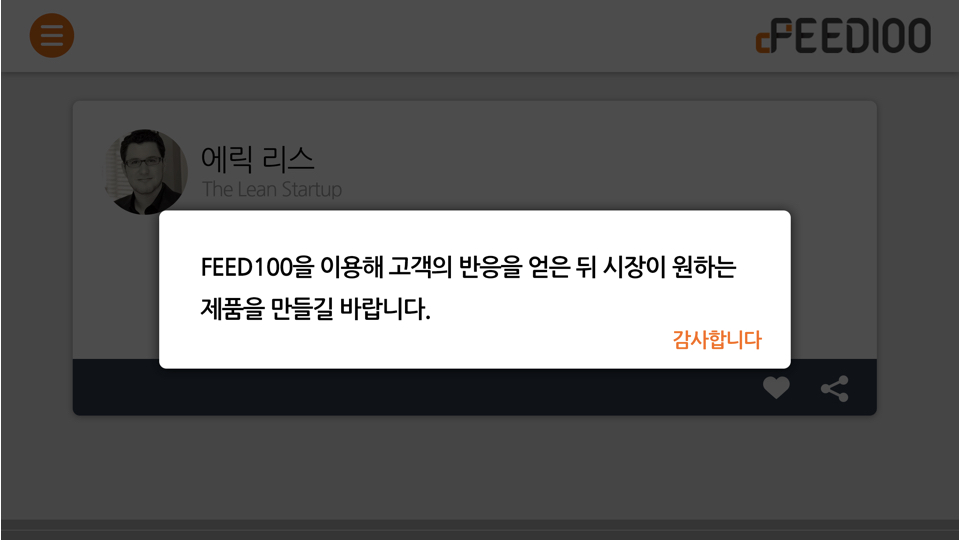 FEED100
에릭 리스
The Lean Startup
FEED100을 이용해 고객의 반응을 얻은 뒤 시장이 원하는
제품을 만들길 바랍니다.
감사합니다